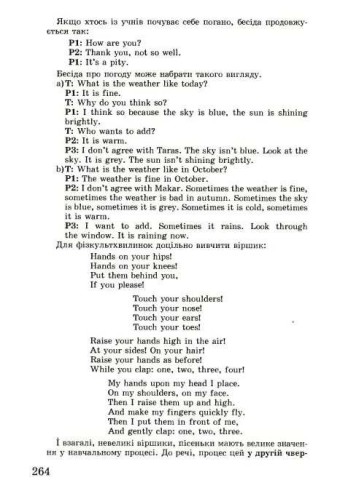 Якщо хтось із учнів почуває себе погано, бесіда продовжу-
ється так:
P1: How are you?
P2: Thank you, not so well.
P1: It's a pity.
Бесіда про погоду може набрати такого вигляду.
a)T: What is the weather like today?
P1: It is fine.
T: Why do you think so?
P1: I think so because the sky is blue, the sun is shining
brightly.
T: Who wants to add?
P2: It is warm.
P3: I don't agree with Taras. The sky isn't blue. Look at the
sky. It is grey. The sun isn't shining brightly.
b)T: What is the weather like in October?
P1: The weather is fine in October.
P2: I don't agree with Makar. Sometimes the weather is fine,
sometimes the weather is bad in autumn. Sometimes the sky
is blue, sometimes it is grey. Sometimes it is cold, sometimes
it is warm.
P3: I want to add. Sometimes it rains. Look through
the window. It is raining now.
Для фізкультхвилинок доцільно вивчити віршик:
Hands on your hips!
Hands on your knees!
Put them behind you,
If you please!
Touch your shoulders!
Touch your nose!
Touch your ears!
Touch your toes!
Raise your hands high in the air!
At your sides! On your hair!
Raise your hands as before!
While you clap: one, two, three, four!
My hands upon my head I place.
On my shoulders, on my face.
Then I raise them up and high.
And make my fingers quickly fly.
Then I put them in front of me,
And gently clap: one, two, three.
І взагалі, невеликі віршики, пісеньки мають велике значен-
ня у навчальному процесі. До речі, процес цей у другій чвер-
264